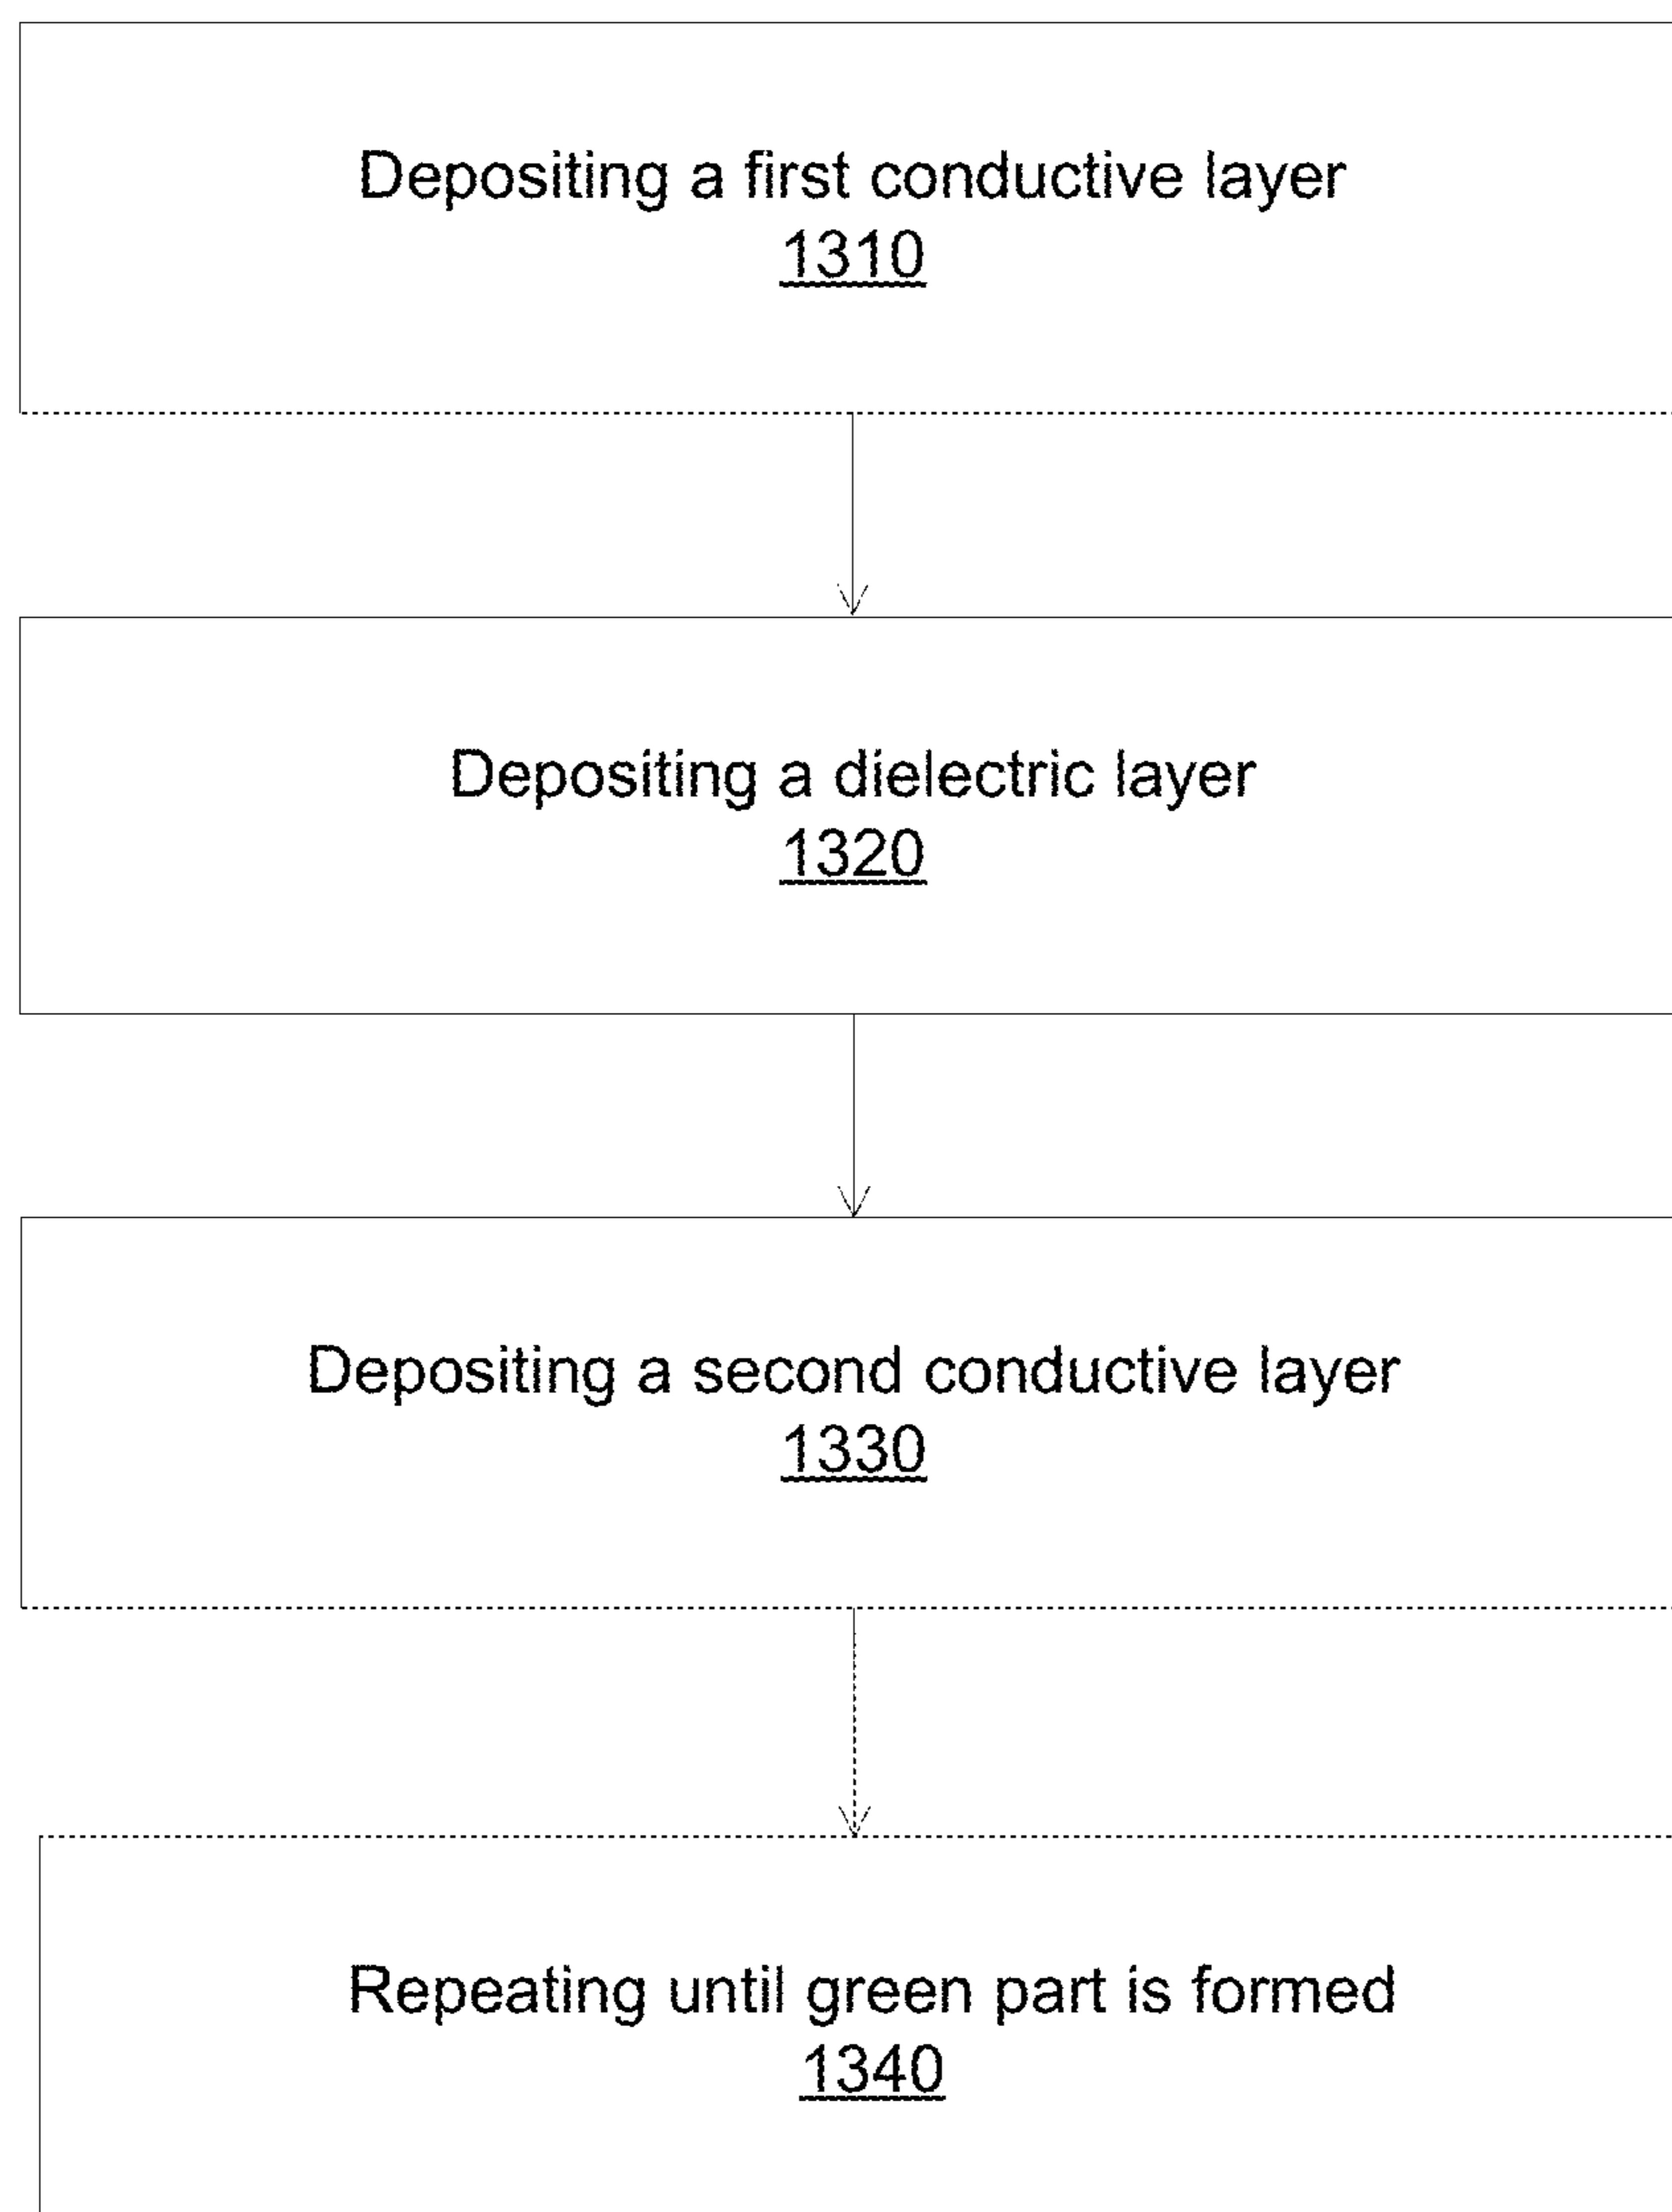 Depositing a first conductive layer
1310
Depositing a dielectric layer
1320
Depositing a second conductive layer
1330
Repeating until green part is formed
1340